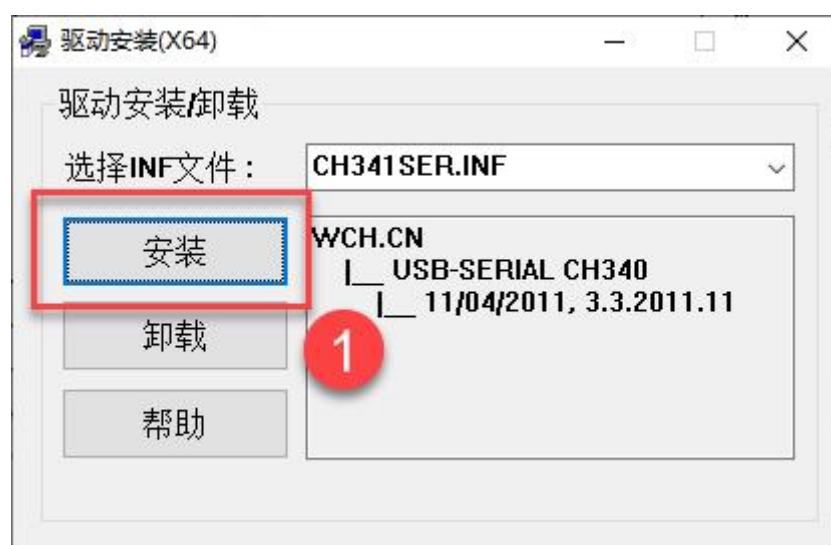 驱动安装(X64)
驱动安装/卸载
选择INF文件：
CH341SER.INF
安装
WCH.CN
|__ USB-SERIAL CH340
|__ 11/04/2011, 3.3.2011.11
卸载
1
帮助